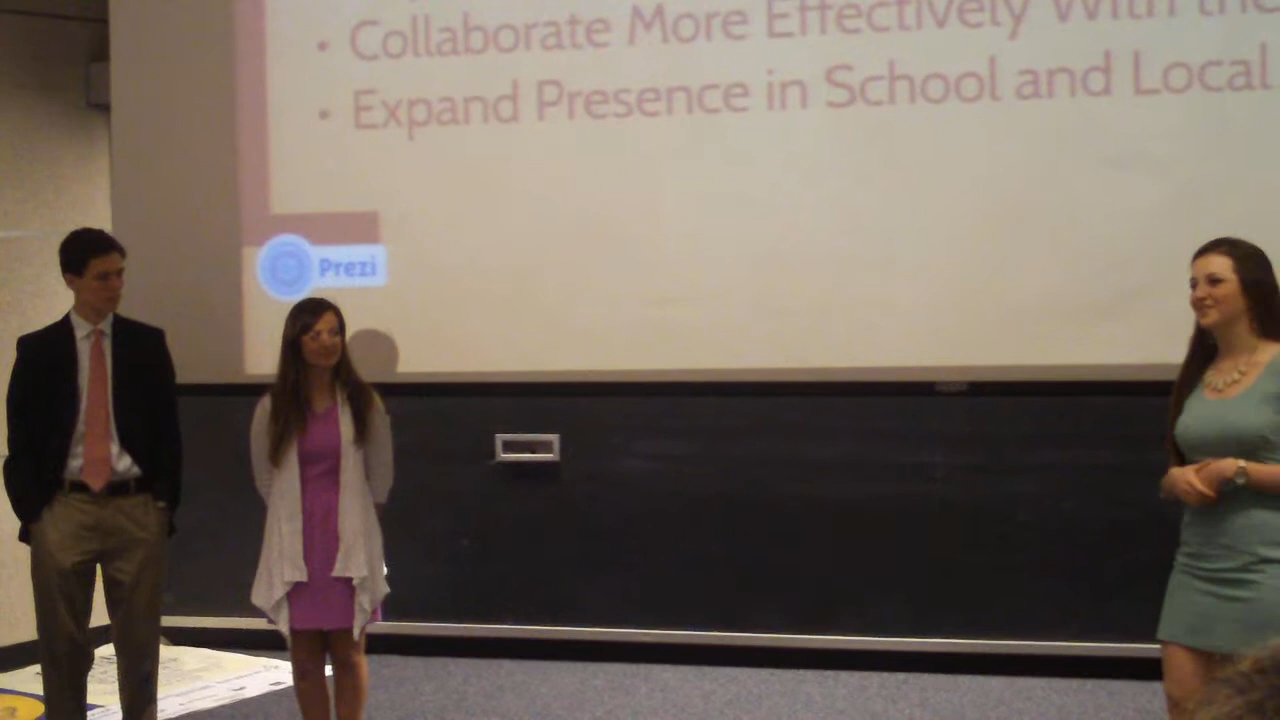 • Collaborate More Effectively With the
• Expand Presence in School and Local
Prezi